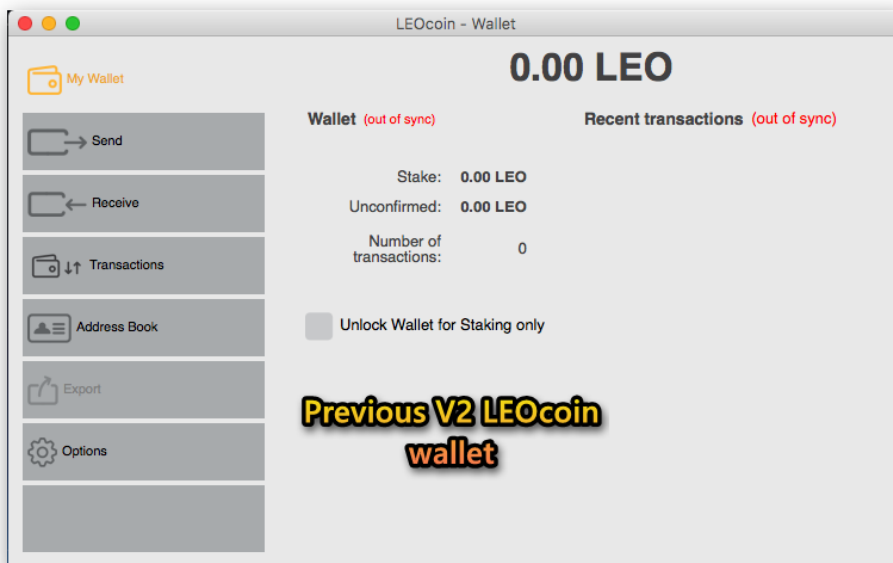 LEOcoin - Wallet
My Wallet
0.00 LEO
Wallet (out of sync)
Recent transactions (out of sync)
Send
Receive
Transactions
Address Book
Export
Options
Stake: 0.00 LEO
Unconfirmed: 0.00 LEO
Number of
transactions: 0
Unlock Wallet for Staking only
Previous V2 LEOcoin
wallet